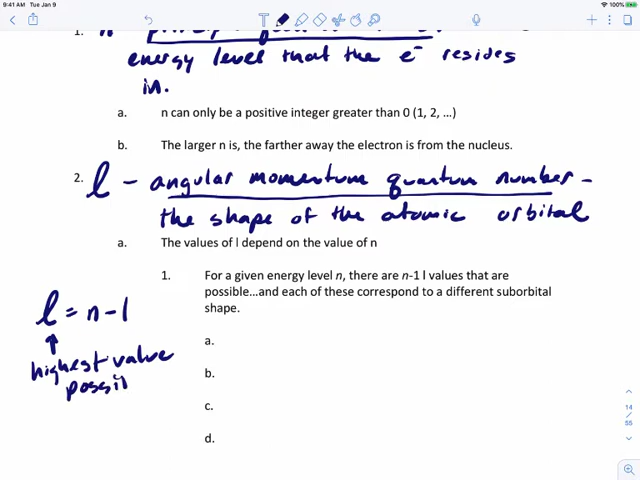 9:41 AM Tue Jan 9
100%
1.
energy level that the e⁻ resides
in.
a. n can only be a positive integer greater than 0 (1, 2, …)
b. The larger n is, the farther away the electron is from the nucleus.
2. l – angular momentum quantum number –
the shape of the atomic orbital
a. The values of l depend on the value of n
1. For a given energy level n, there are n-1 l values that are
possible…and each of these correspond to a different suborbital
shape.
l = n - 1
a.
highest value
possi
b.
c.
d.
14
55